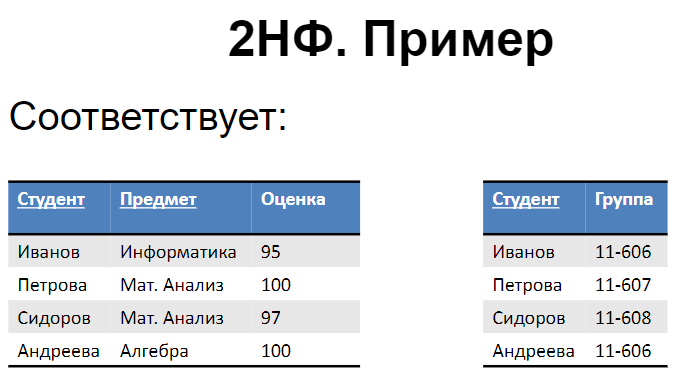 2НФ. Пример
Соответствует:
Студент Предмет Оценка
Иванов Информатика 95
Петрова Мат. Анализ 100
Сидоров Мат. Анализ 97
Андреева Алгебра 100
Студент Группа
Иванов 11-606
Петрова 11-607
Сидоров 11-608
Андреева 11-606